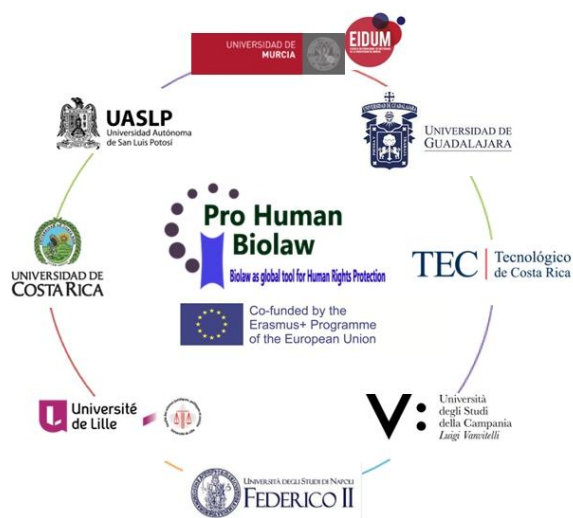 UNIVERSIDAD DE
MURCIA
EIDUM
UASLP
Universidad Autónoma
de San Luis Potosí
UNIVERSIDAD DE
GUADALAJARA
Pro Human
Biolaw
Biolaw as global tool for Human Rights Protection
UNIVERSIDAD DE
COSTA RICA
TEC
Tecnológico
de Costa Rica
Co-funded by the
Erasmus+ Programme
of the European Union
Université
de Lille
V:
Università
degli Studi
della Campania
Luigi Vanvitelli
UNIVERSITÀ DEGLI STUDI DI NAPOLI
FEDERICO II